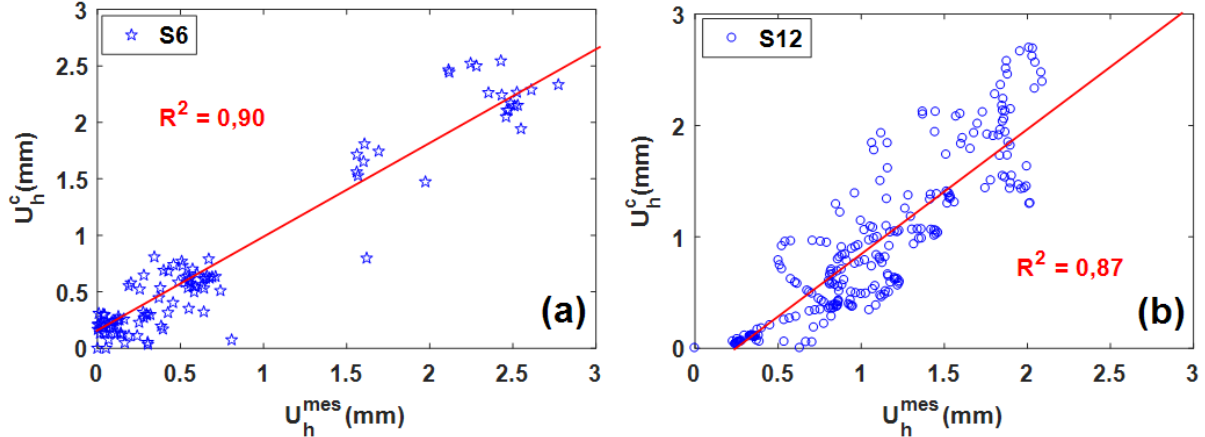 S6
R² = 0,90
(a)
U_h^c (mm)
3
2.5
2
1.5
1
0.5
0
0 0.5 1 1.5 2 2.5 3
U_h^mes (mm)
S12
R² = 0,87
(b)
U_h^c (mm)
3
2
1
0
0 0.5 1 1.5 2 2.5 3
U_h^mes (mm)